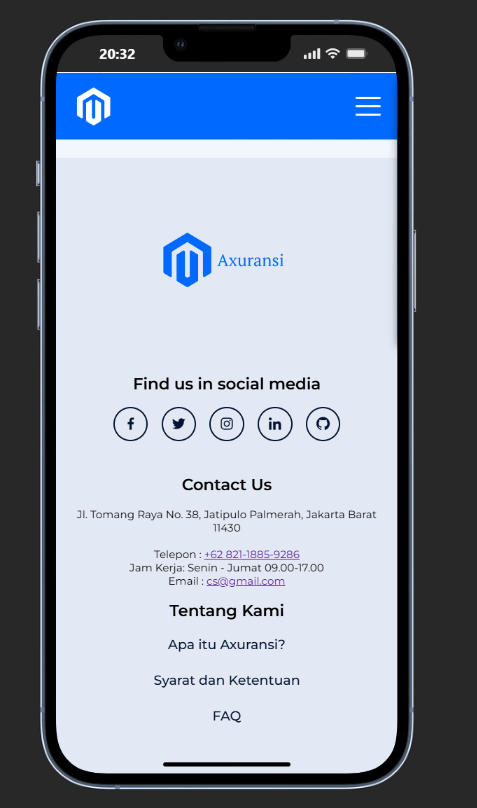 20:32
Axuransi
Find us in social media
Contact Us
Jl. Tomang Raya No. 38, Jatipulo Palmerah, Jakarta Barat
11430
Telepon : +62 821-1885-9286
Jam Kerja: Senin - Jumat 09.00-17.00
Email : cs@gmail.com
Tentang Kami
Apa itu Axuransi?
Syarat dan Ketentuan
FAQ